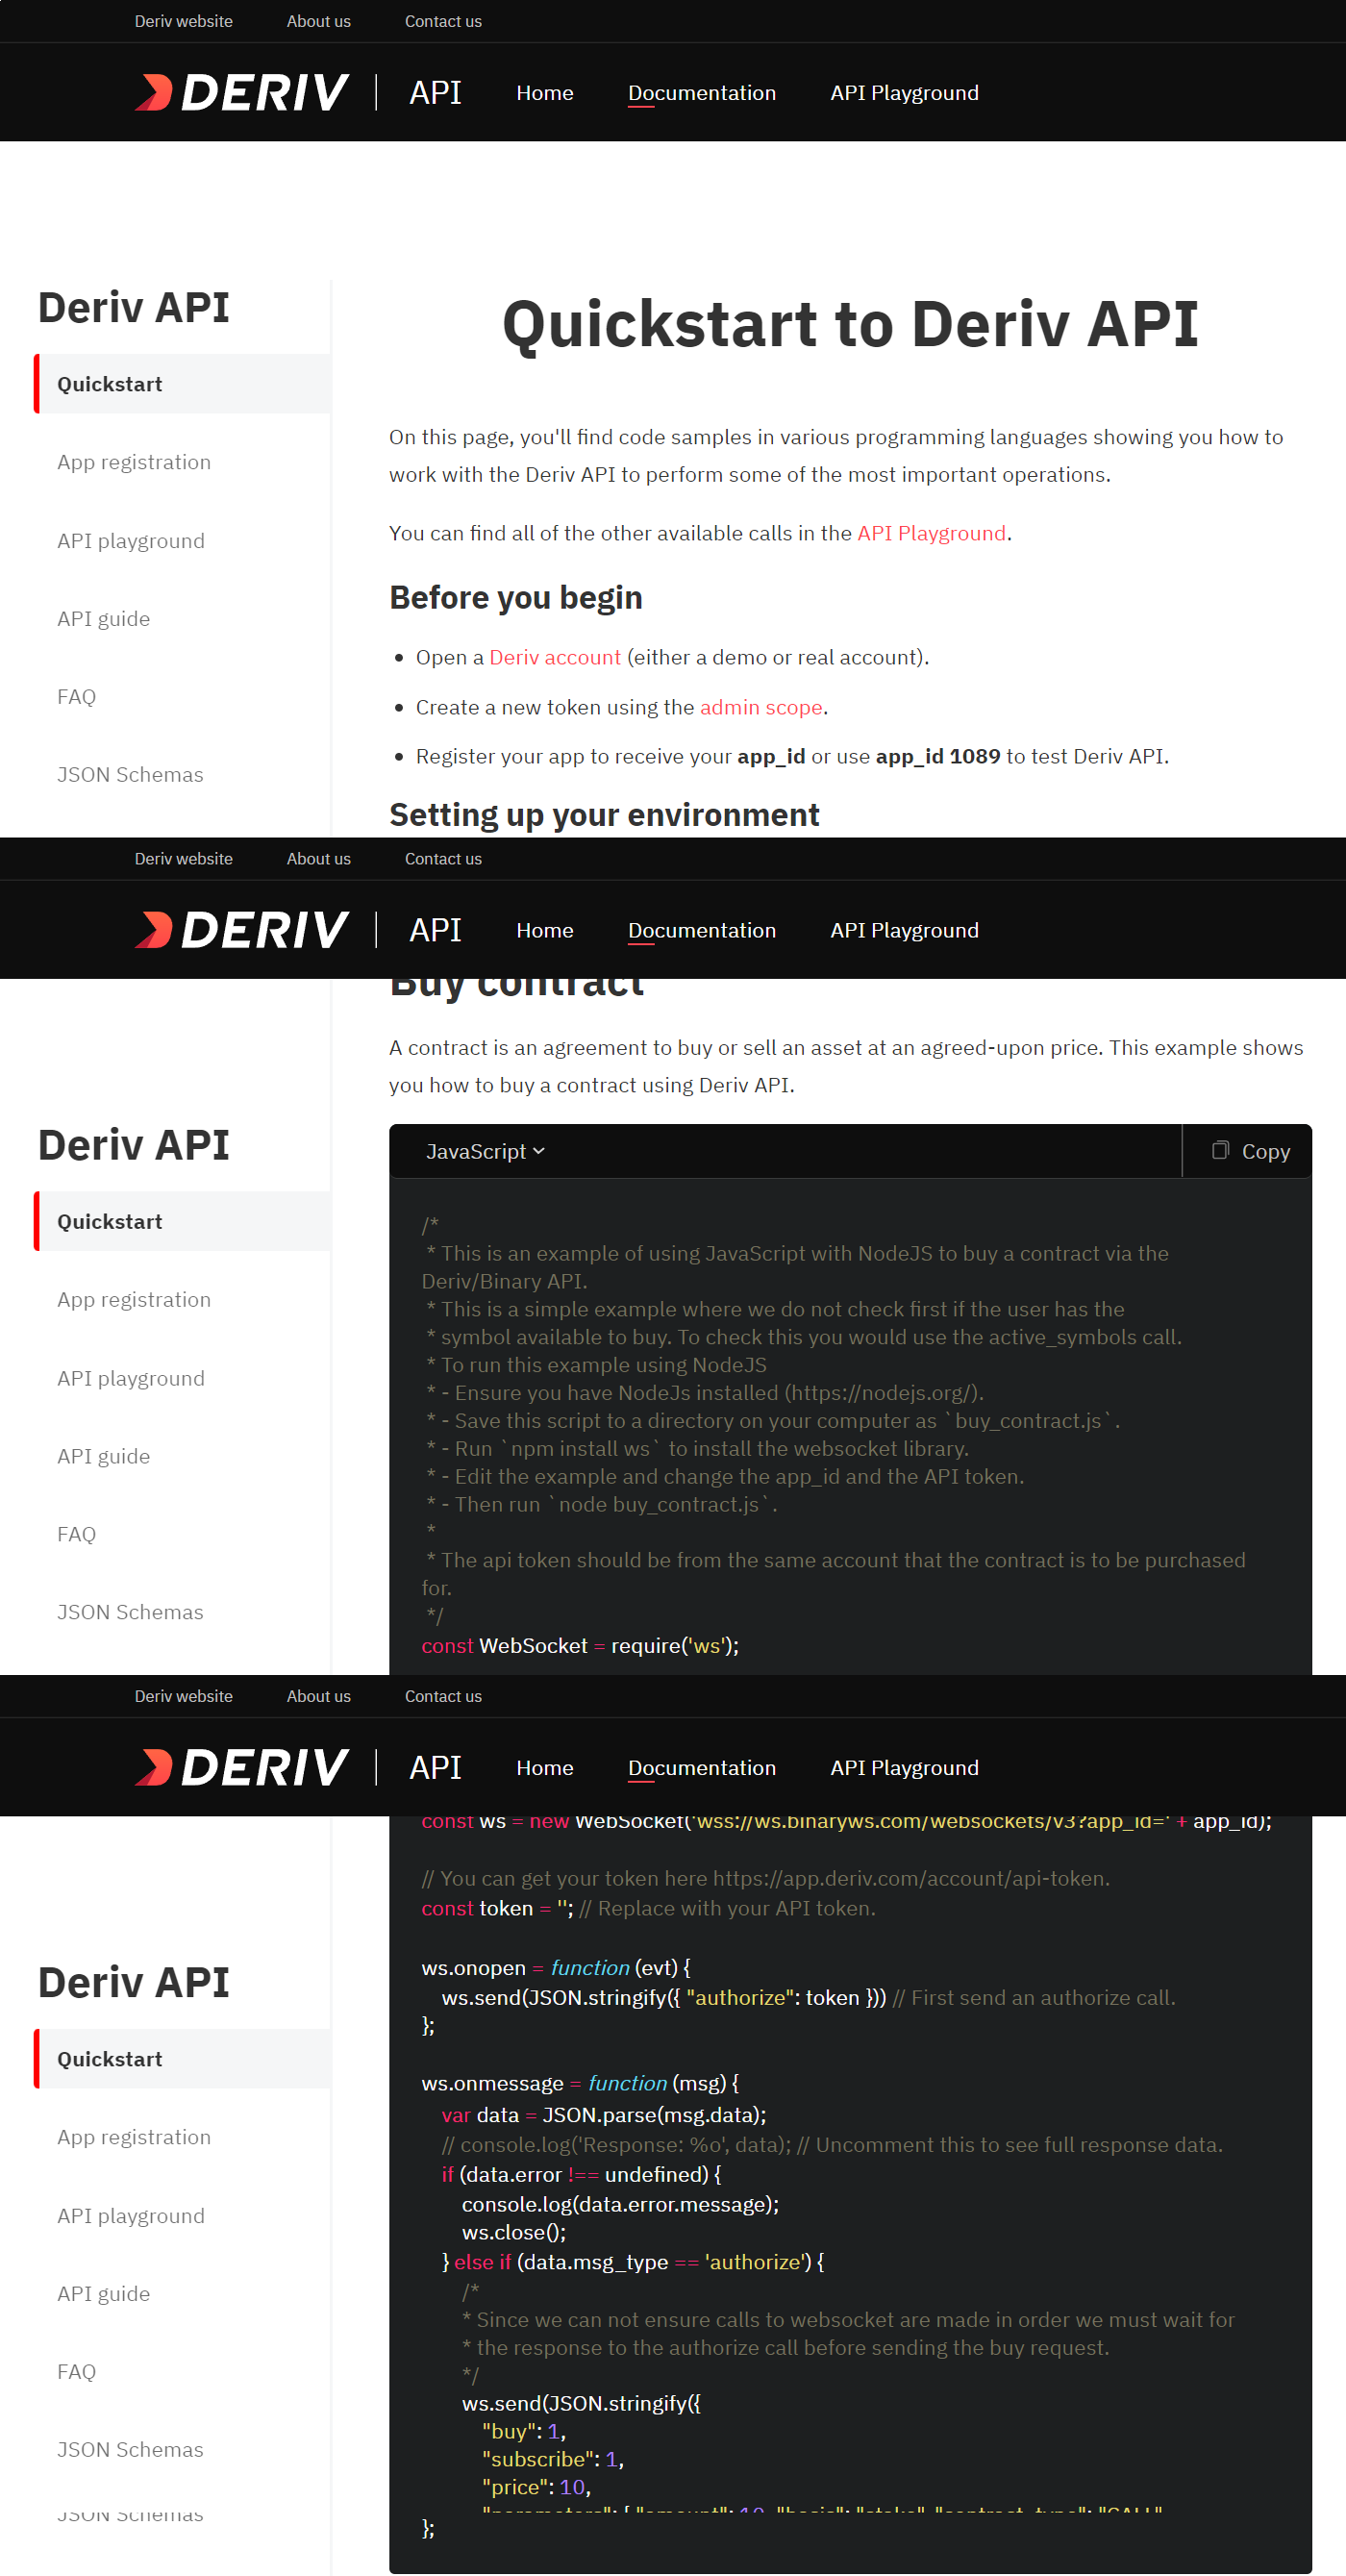 Deriv website About us Contact us
DERIV | API Home Documentation API Playground
Deriv API
Quickstart
App registration
API playground
API guide
FAQ
JSON Schemas
Quickstart to Deriv API
On this page, you'll find code samples in various programming languages showing you how to
work with the Deriv API to perform some of the most important operations.
You can find all of the other available calls in the API Playground.
Before you begin
• Open a Deriv account (either a demo or real account).
• Create a new token using the admin scope.
• Register your app to receive your app_id or use app_id 1089 to test Deriv API.
Setting up your environment
Deriv website About us Contact us
DERIV | API Home Documentation API Playground
Deriv API
Quickstart
App registration
API playground
API guide
FAQ
JSON Schemas
Buy contract
A contract is an agreement to buy or sell an asset at an agreed-upon price. This example shows
you how to buy a contract using Deriv API.
JavaScript Copy
/*
* This is an example of using JavaScript with NodeJS to buy a contract via the
Deriv/Binary API.
* This is a simple example where we do not check first if the user has the
* symbol available to buy. To check this you would use the active_symbols call.
* To run this example using NodeJS
* - Ensure you have NodeJs installed (https://nodejs.org/).
* - Save this script to a directory on your computer as `buy_contract.js`.
* - Run `npm install ws` to install the websocket library.
* - Edit the example and change the app_id and the API token.
* - Then run `node buy_contract.js`.
*
* The api token should be from the same account that the contract is to be purchased
for.
*/
const WebSocket = require('ws');
Deriv website About us Contact us
DERIV | API Home Documentation API Playground
Deriv API
Quickstart
App registration
API playground
API guide
FAQ
JSON Schemas
JSON Schemas
const ws = new WebSocket('wss://ws.binaryws.com/websockets/v3?app_id=' + app_id);
// You can get your token here https://app.deriv.com/account/api-token.
const token = ''; // Replace with your API token.
ws.onopen = function (evt) {
ws.send(JSON.stringify({ "authorize": token })) // First send an authorize call.
};
ws.onmessage = function (msg) {
var data = JSON.parse(msg.data);
// console.log('Response: %o', data); // Uncomment this to see full response data.
if (data.error !== undefined) {
console.log(data.error.message);
ws.close();
} else if (data.msg_type == 'authorize') {
/*
* Since we can not ensure calls to websocket are made in order we must wait for
* the response to the authorize call before sending the buy request.
*/
ws.send(JSON.stringify({
"buy": 1,
"subscribe": 1,
"price": 10,
"parameters": { "amount": 10, "basis": "stake", "contract_type": "CALL",
};